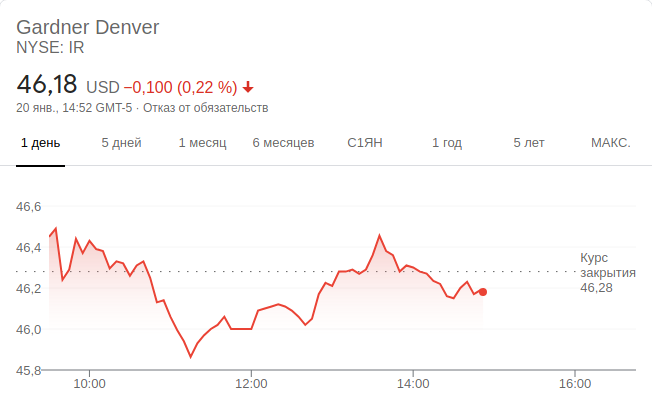 Gardner Denver
NYSE: IR
46,18 USD −0,100 (0,22 %)
20 янв., 14:52 GMT-5 · Отказ от обязательств
1 день 5 дней 1 месяц 6 месяцев С1ЯН 1 год 5 лет МАКС.
46,6
46,4
Курс
закрытия
46,28
46,2
46,0
45,8
10:00 12:00 14:00 16:00